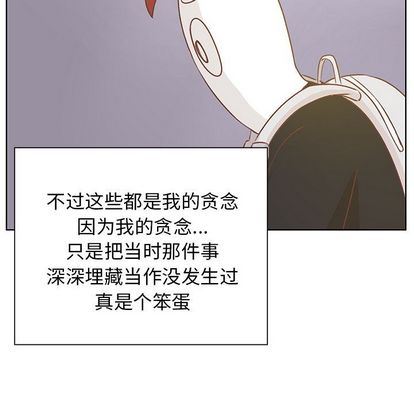 不过这些都是我的贪念
因为我的贪念...
只是把当时那件事
深深埋藏当作没发生过
真是个笨蛋